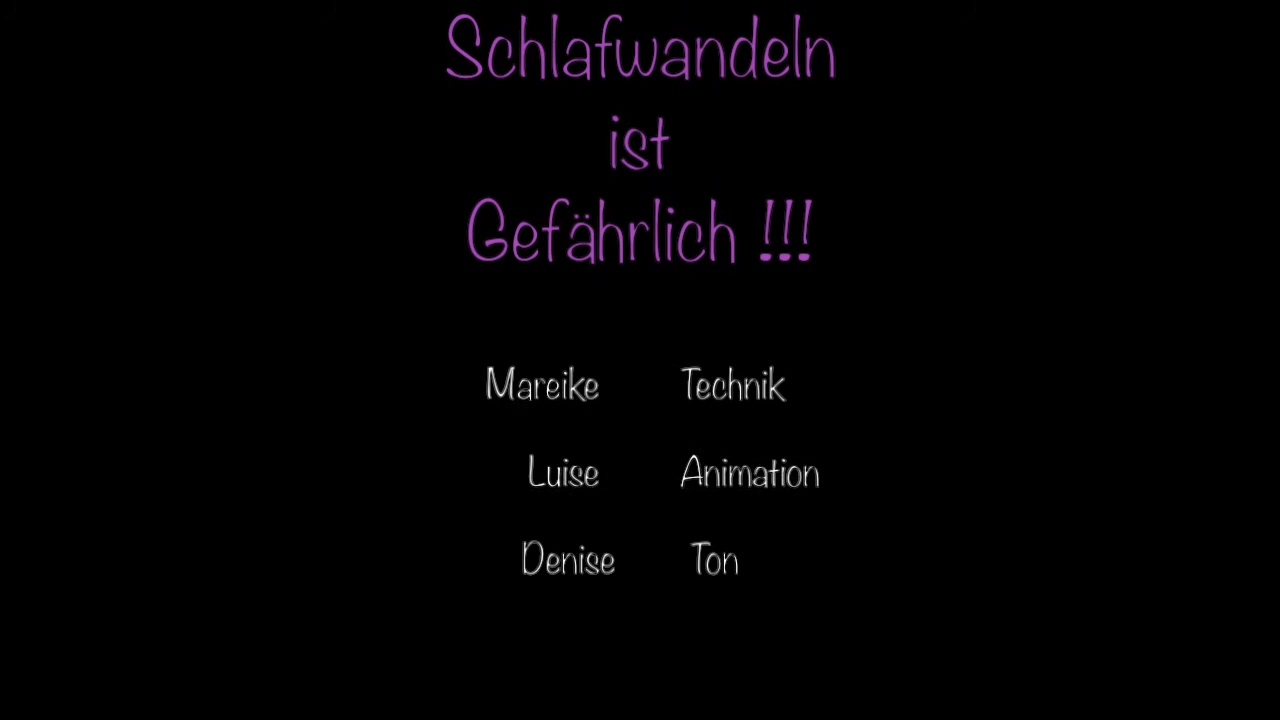 Schlafwandeln
ist
Gefährlich !!!
Mareike Technik
Luise Animation
Denise Ton